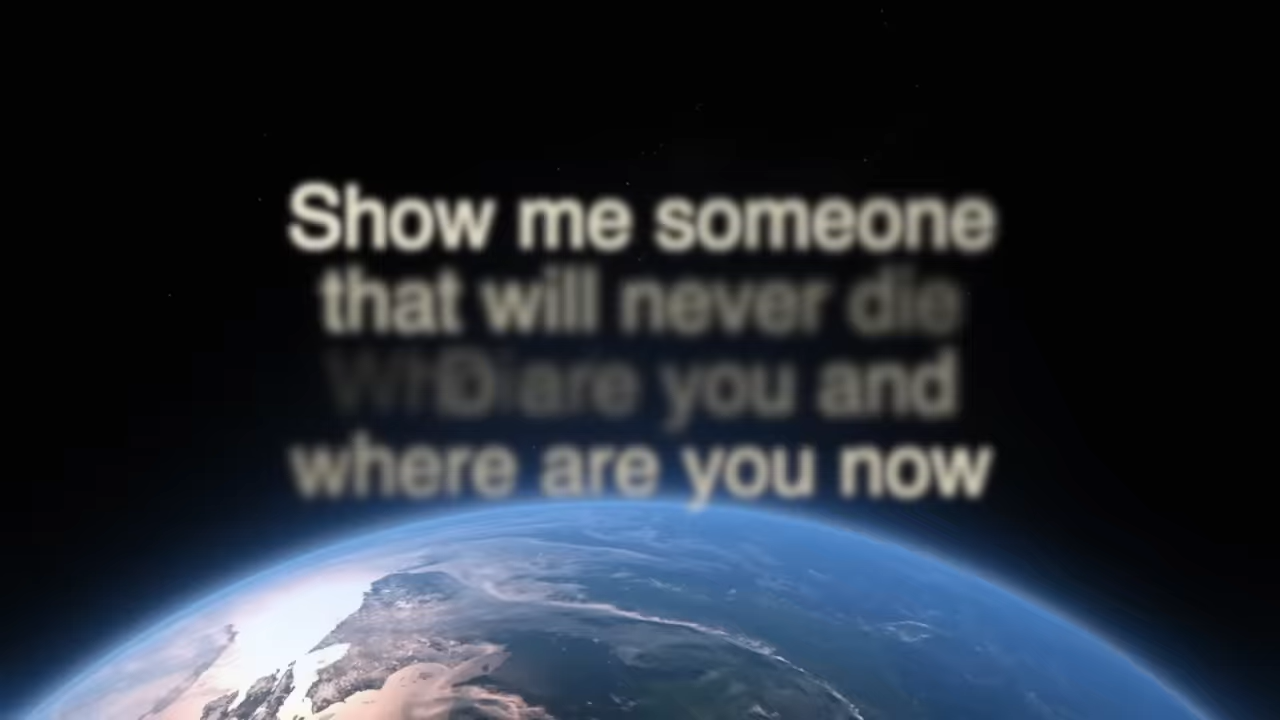 Show me someone
that will never die
are you and
where are you now